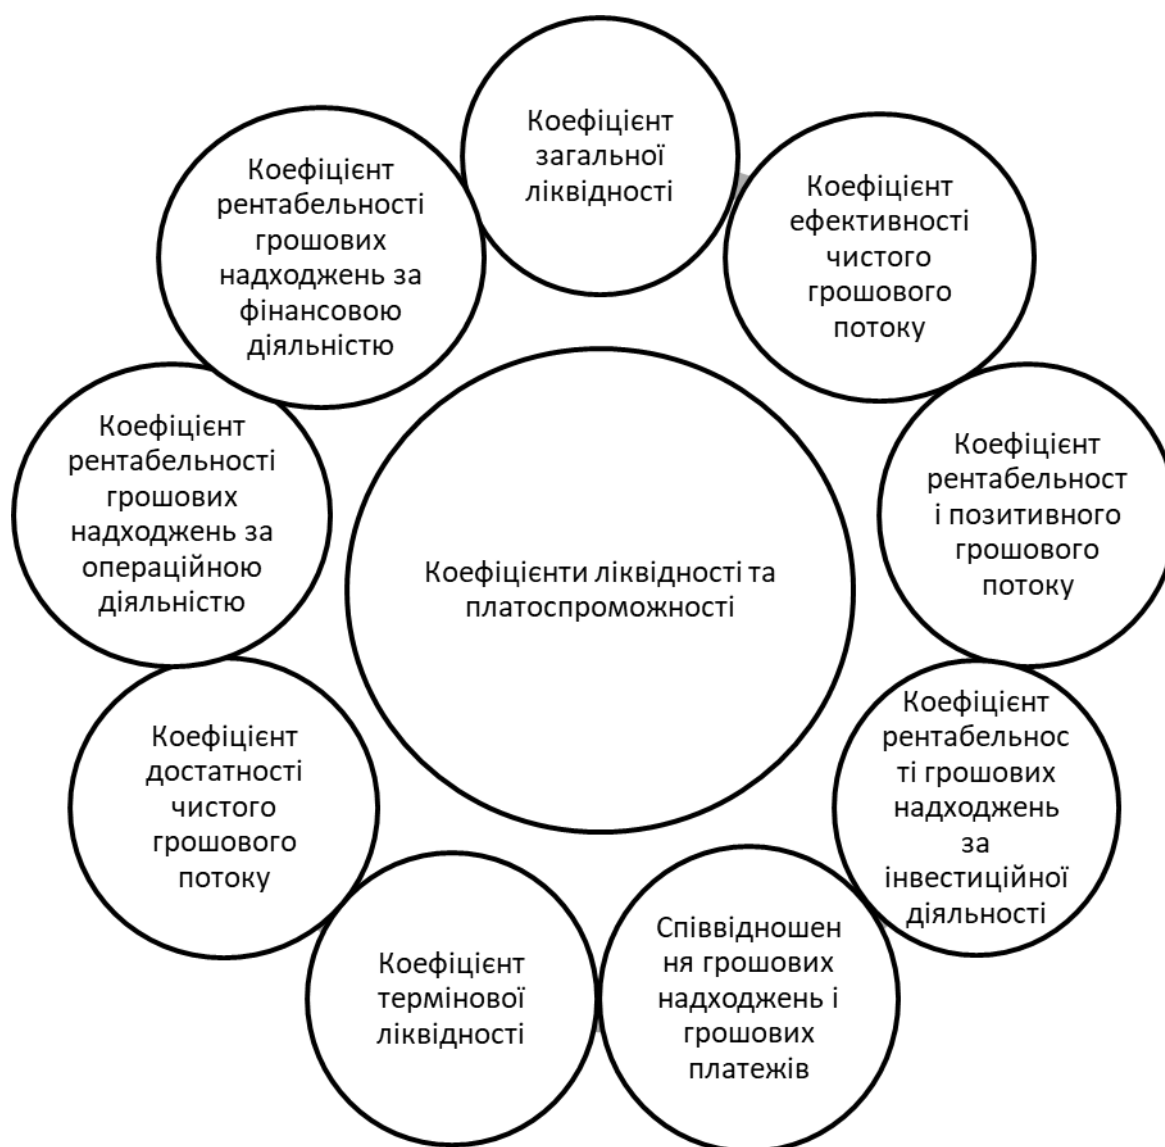 Коефіцієнт
загальної
ліквідності
Коефіцієнт
ефективності
чистого
грошового
потоку
Коефіцієнт
рентабельност
і позитивного
грошового
потоку
Коефіцієнт
рентабельнос
ті грошових
надходжень
за
інвестиційної
діяльності
Співвідношен
ня грошових
надходжень і
грошових
платежів
Коефіцієнт
термінової
ліквідності
Коефіцієнт
достатності
чистого
грошового
потоку
Коефіцієнт
рентабельності
грошових
надходжень за
операційною
діяльністю
Коефіцієнт
рентабельності
грошових
надходжень за
фінансовою
діяльністю
Коефіцієнти ліквідності та
платоспроможності